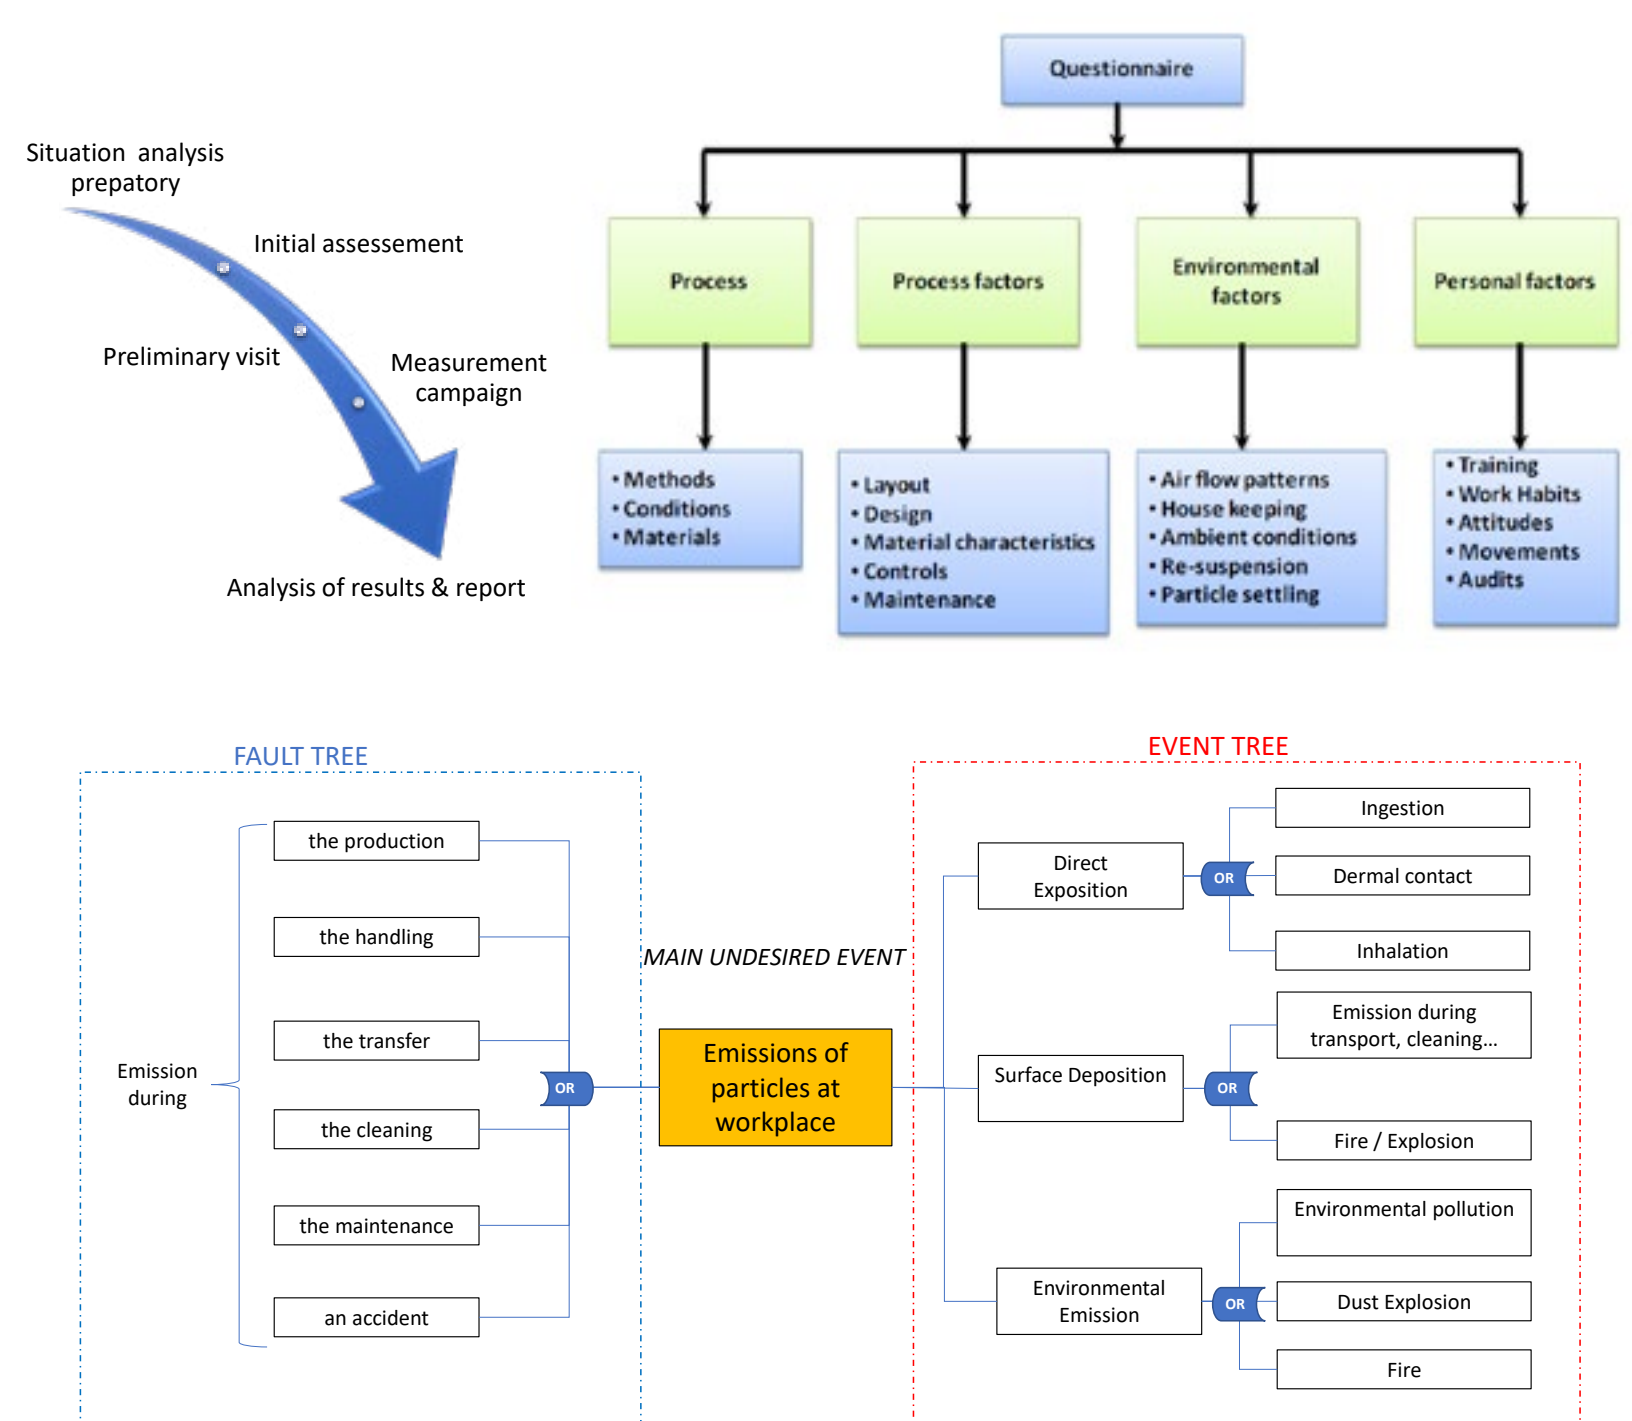 Situation analysis
prepatory
Initial assessement
Preliminary visit
Measurement
campaign
Analysis of results & report
Questionnaire
Process
Process factors
Environmental
factors
Personal factors
• Methods
• Conditions
• Materials
• Layout
• Design
• Material characteristics
• Controls
• Maintenance
• Air flow patterns
• House keeping
• Ambient conditions
• Re-suspension
• Particle settling
• Training
• Work Habits
• Attitudes
• Movements
• Audits
FAULT TREE
Emission
during
the production
the handling
the transfer
the cleaning
the maintenance
an accident
OR
MAIN UNDESIRED EVENT
Emissions of
particles at
workplace
EVENT TREE
Direct
Exposition
OR
Ingestion
Dermal contact
Inhalation
Surface Deposition
OR
Emission during
transport, cleaning...
Fire / Explosion
Environmental
Emission
OR
Environmental pollution
Dust Explosion
Fire